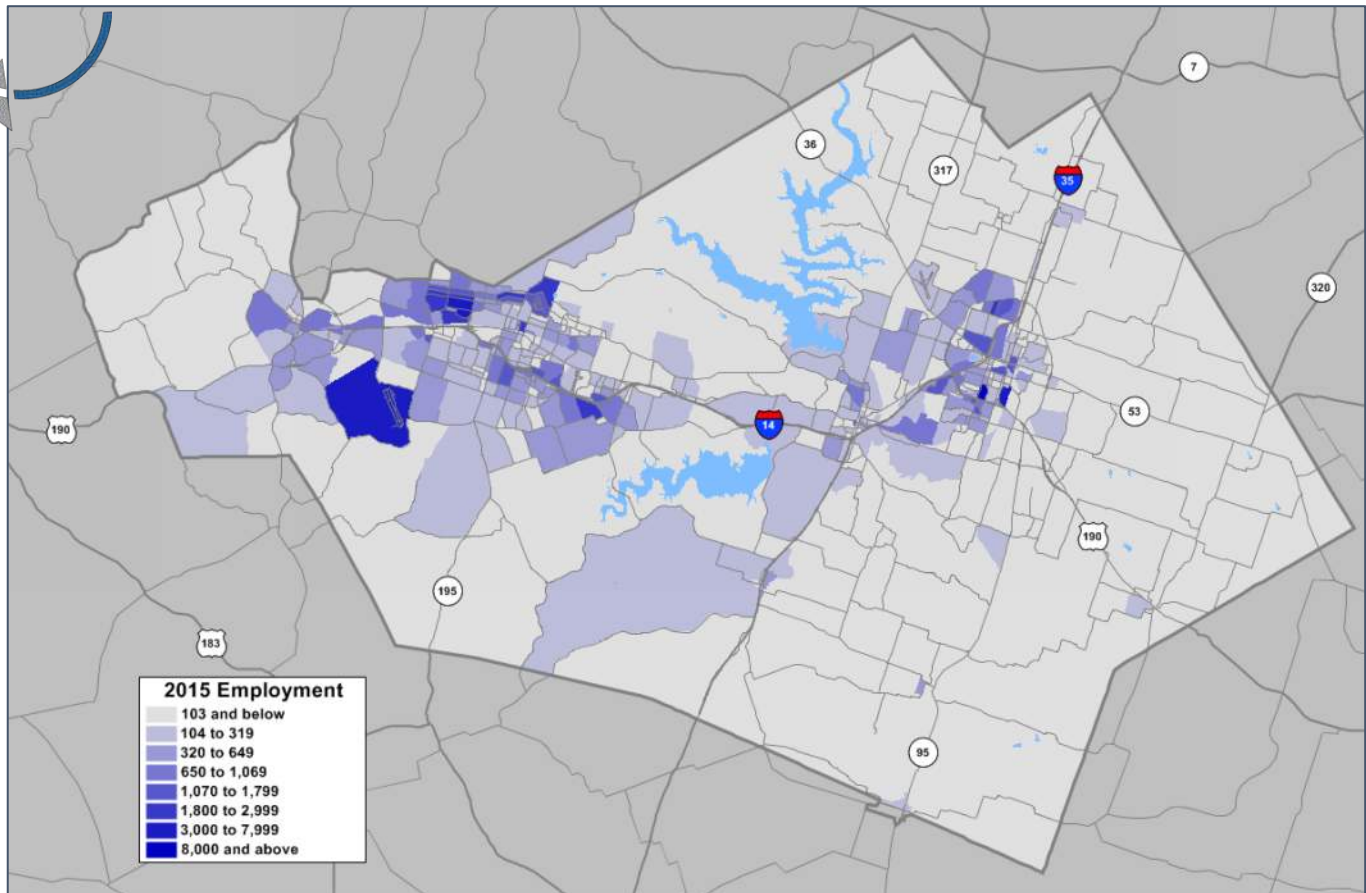 7
36
317
35
320
53
190
14
190
195
183
95
2015 Employment
103 and below
104 to 319
320 to 649
650 to 1,069
1,070 to 1,799
1,800 to 2,999
3,000 to 7,999
8,000 and above